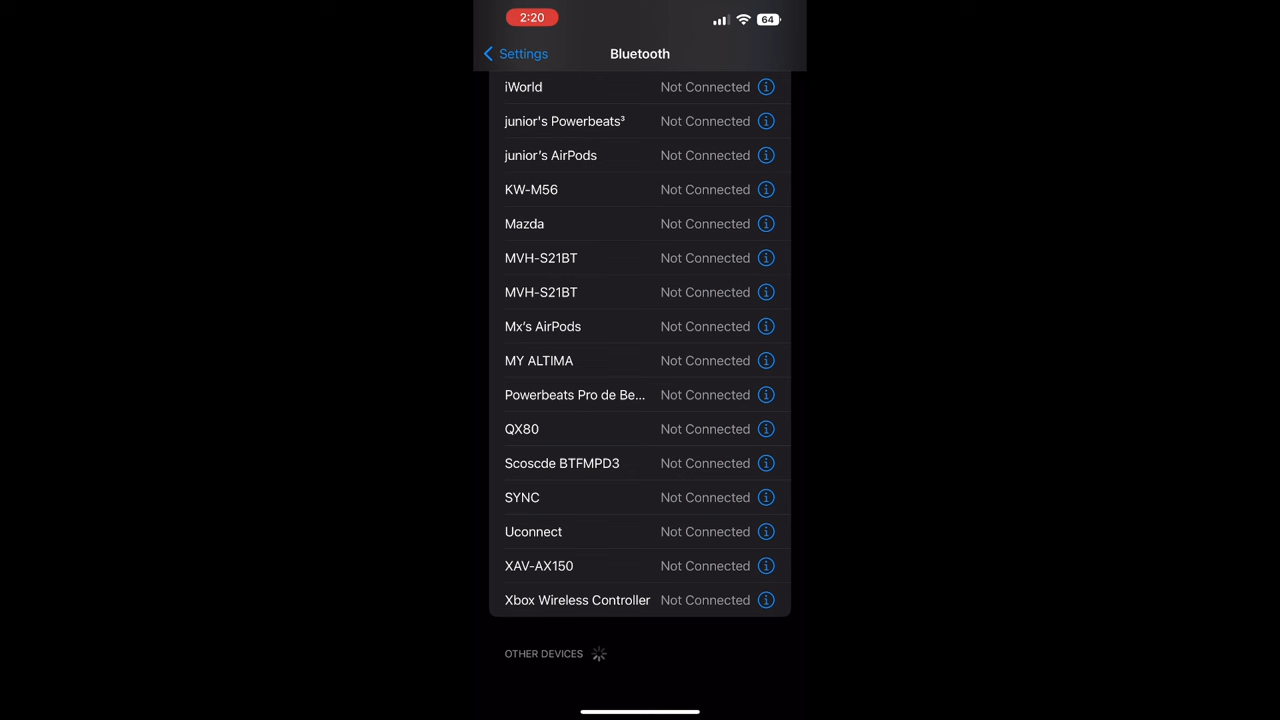 2:20
64
Settings
Bluetooth
iWorld Not Connected
junior's Powerbeats³ Not Connected
junior’s AirPods Not Connected
KW-M56 Not Connected
Mazda Not Connected
MVH-S21BT Not Connected
MVH-S21BT Not Connected
Mx’s AirPods Not Connected
MY ALTIMA Not Connected
Powerbeats Pro de Be... Not Connected
QX80 Not Connected
Scoscde BTFMPD3 Not Connected
SYNC Not Connected
Uconnect Not Connected
XAV-AX150 Not Connected
Xbox Wireless Controller Not Connected
OTHER DEVICES